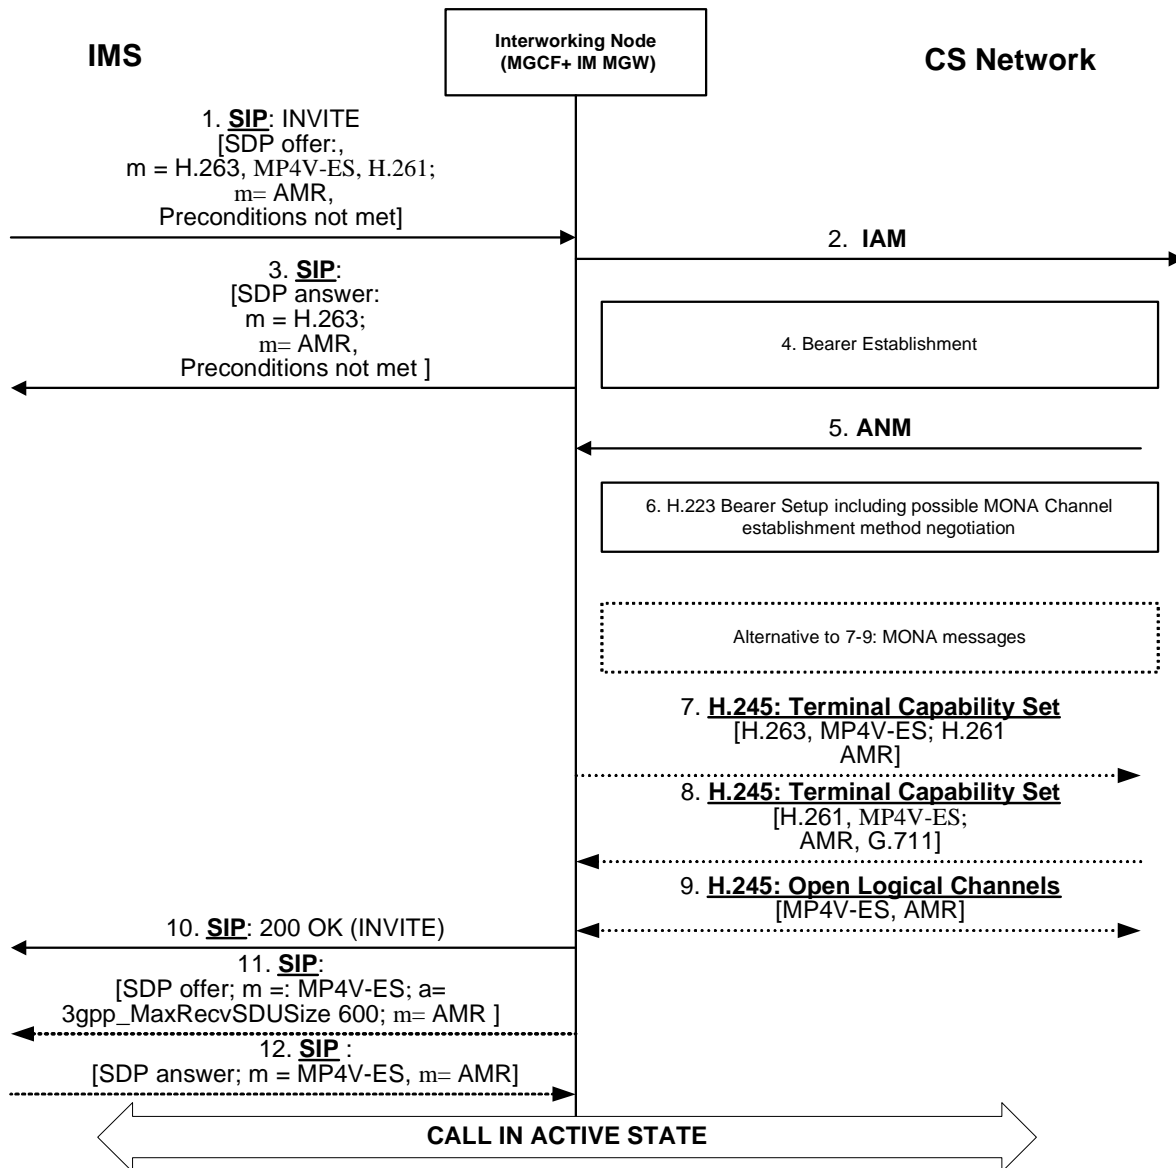 IMS
Interworking Node
(MGCF+ IM MGW)
CS Network
1. SIP: INVITE
[SDP offer:,
m = H.263, MP4V-ES, H.261;
m= AMR,
Preconditions not met]
2. IAM
3. SIP:
[SDP answer:
m = H.263;
m= AMR,
Preconditions not met ]
4. Bearer Establishment
5. ANM
6. H.223 Bearer Setup including possible MONA Channel
establishment method negotiation
Alternative to 7-9: MONA messages
7. H.245: Terminal Capability Set
[H.263, MP4V-ES; H.261
AMR]
8. H.245: Terminal Capability Set
[H.261, MP4V-ES;
AMR, G.711]
9. H.245: Open Logical Channels
[MP4V-ES, AMR]
10. SIP: 200 OK (INVITE)
11. SIP:
[SDP offer; m =: MP4V-ES; a=
3gpp_MaxRecvSDUSize 600; m= AMR ]
12. SIP :
[SDP answer; m = MP4V-ES, m= AMR]
CALL IN ACTIVE STATE